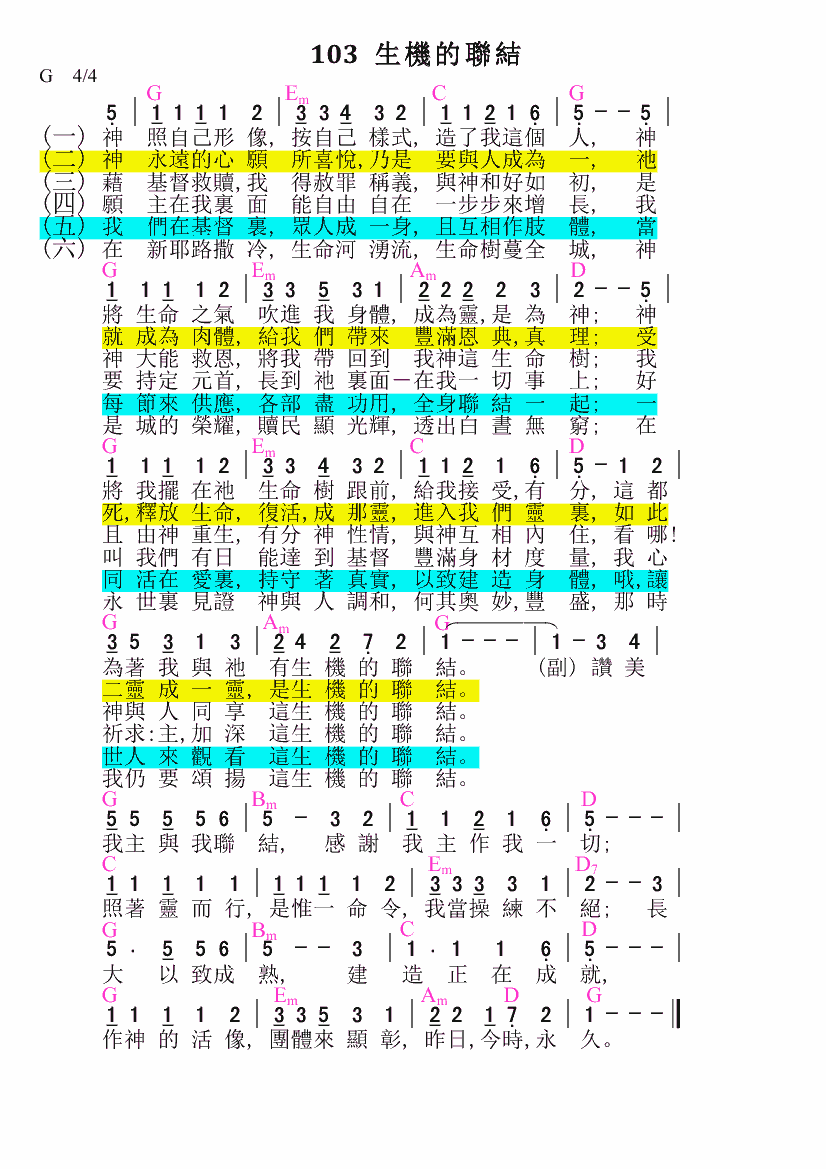 103 生機的聯結
G 4/4
G Em C G
5 | 1 1 1 1 2 | 3 3 4 3 2 | 1 1 2 1 6 | 5 - - 5 |
(一) 神 照自己形 像, 按自己 樣式, 造了我這個 人, 神
(二) 神 永遠的心 願 所喜悅,乃是 要與人成為 一, 祂
(三) 藉 基督救贖,我 得赦罪 稱義, 與神和好如 初, 是
(四) 願 主在我裏 面 能自由 自在 一步步來增 長, 我
(五) 我 們在基督 裏, 眾人成 一身, 且互相作肢 體, 當
(六) 在 新耶路撒 冷, 生命河 湧流, 生命樹蔓全 城, 神
G Em Am D
1 1 1 1 2 | 3 3 5 3 1 | 2 2 2 2 3 | 2 - - 5 |
將 生命 之氣 吹進 我 身體, 成為靈,是 為 神; 神
就 成為 肉體, 給我 們 帶來 豐滿恩 典,真 理; 受
神 大能 救恩, 將我 帶 回到 我神這 生 命 樹; 我
要 持定 元首, 長到 祂 裏面－在我一 切 事 上; 好
每 節來 供應, 各部 盡 功用, 全身聯 結 一 起; 一
是 城的 榮耀, 贖民 顯 光輝, 透出白 晝 無 窮; 在
G Em C D
1 1 1 1 2 | 3 3 4 3 2 | 1 1 2 1 6 | 5 - 1 2 |
將 我擺 在祂 生命 樹 跟前, 給我接 受,有 分, 這 都
死,釋放 生命, 復活,成 那靈, 進入我 們 靈 裏, 如 此
且 由神 重生, 有分 神 性情, 與神互 相 內 住, 看 哪!
叫 我們 有日 能達 到 基督 豐滿身 材 度 量, 我 心
同 活在 愛裏, 持守 著 真實, 以致建 造 身 體, 哦,讓
永 世裏 見證 神與 人 調和, 何其奧 妙,豐 盛, 那 時
G Am G
3 5 3 1 3 | 2 4 2 7 2 | 1 - - - | 1 - 3 4 |
為著 我 與 祂 有生 機 的 聯 結。 (副) 讚 美
二靈 成 一 靈, 是生 機 的 聯 結。
神與 人 同 享 這生 機 的 聯 結。
祈求:主,加 深 這生 機 的 聯 結。
世人 來 觀 看 這生 機 的 聯 結。
我仍 要 頌 揚 這生 機 的 聯 結。
G Bm C D
5 5 5 5 6 | 5 - 3 2 | 1 1 2 1 6 | 5 - - - |
我主 與 我聯 結, 感 謝 我 主 作 我 一 切;
C Em D7
1 1 1 1 1 | 1 1 1 1 2 | 3 3 3 3 1 | 2 - - 3 |
照著 靈 而 行, 是惟一 命 令, 我當操 練 不 絕; 長
G Bm C D
5 · 5 5 6 | 5 - - 3 | 1 · 1 1 6 | 5 - - - |
大 以 致成 熟, 建 造 正 在 成 就,
G Em Am D G
1 1 1 1 2 | 3 3 5 3 1 | 2 2 1 7 2 | 1 - - - ‖
作神 的 活 像, 團體來 顯 彰, 昨日,今時,永 久。